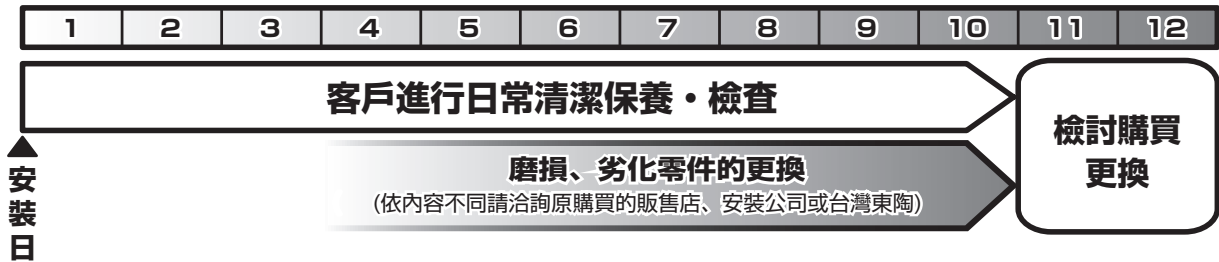 1 2 3 4 5 6 7 8 9 10 11 12
客戶進行日常清潔保養・檢查
檢討購買
更換
磨損、劣化零件的更換
(依內容不同請洽詢原購買的販售店、安裝公司或台灣東陶)
安裝日